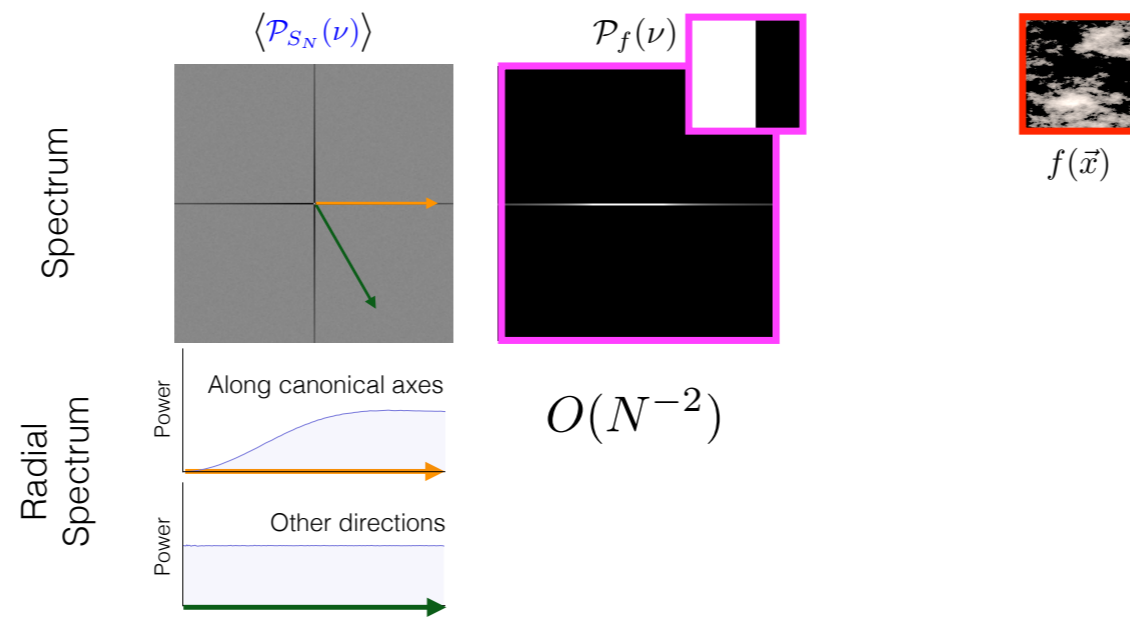 ⟨𝒫_{S_N}(ν)⟩
𝒫_f(ν)
f(x⃗)
Spectrum
Radial
Spectrum
Power
Along canonical axes
O(N^{-2})
Power
Other directions